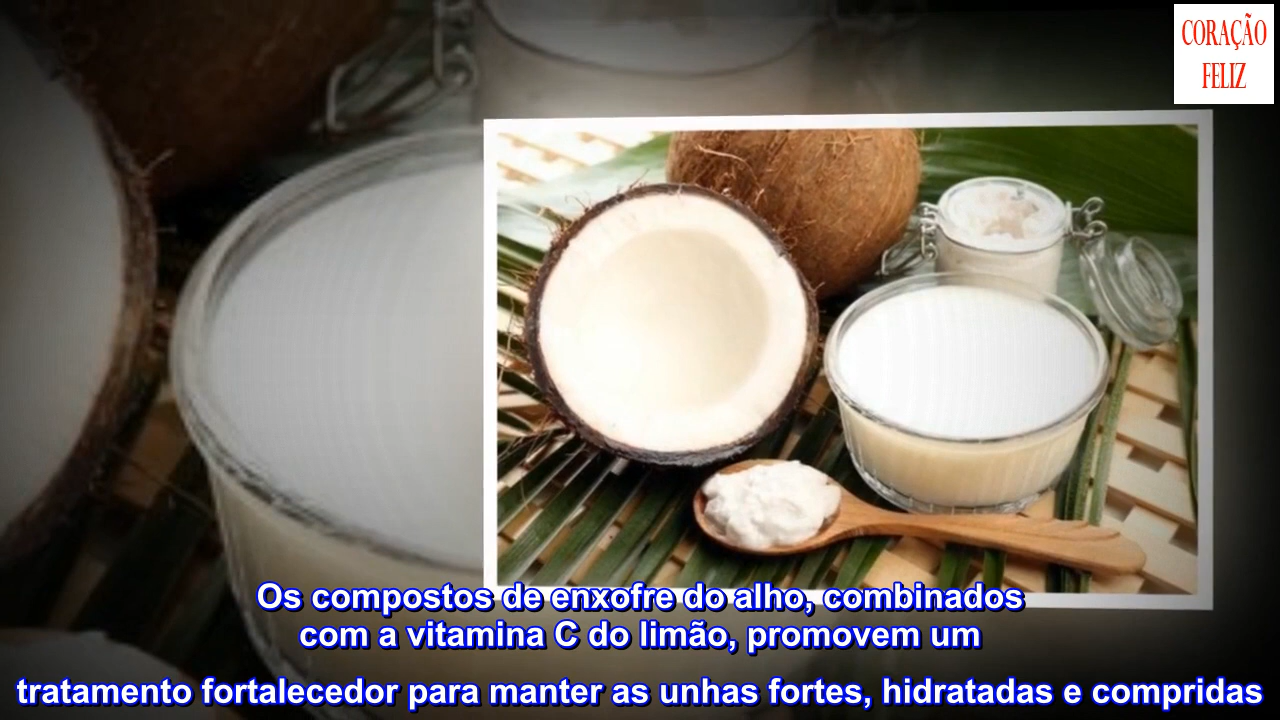 CORAÇÃO
FELIZ
Os compostos de enxofre do alho, combinados
com a vitamina C do limão, promovem um
tratamento fortalecedor para manter as unhas fortes, hidratadas e compridas